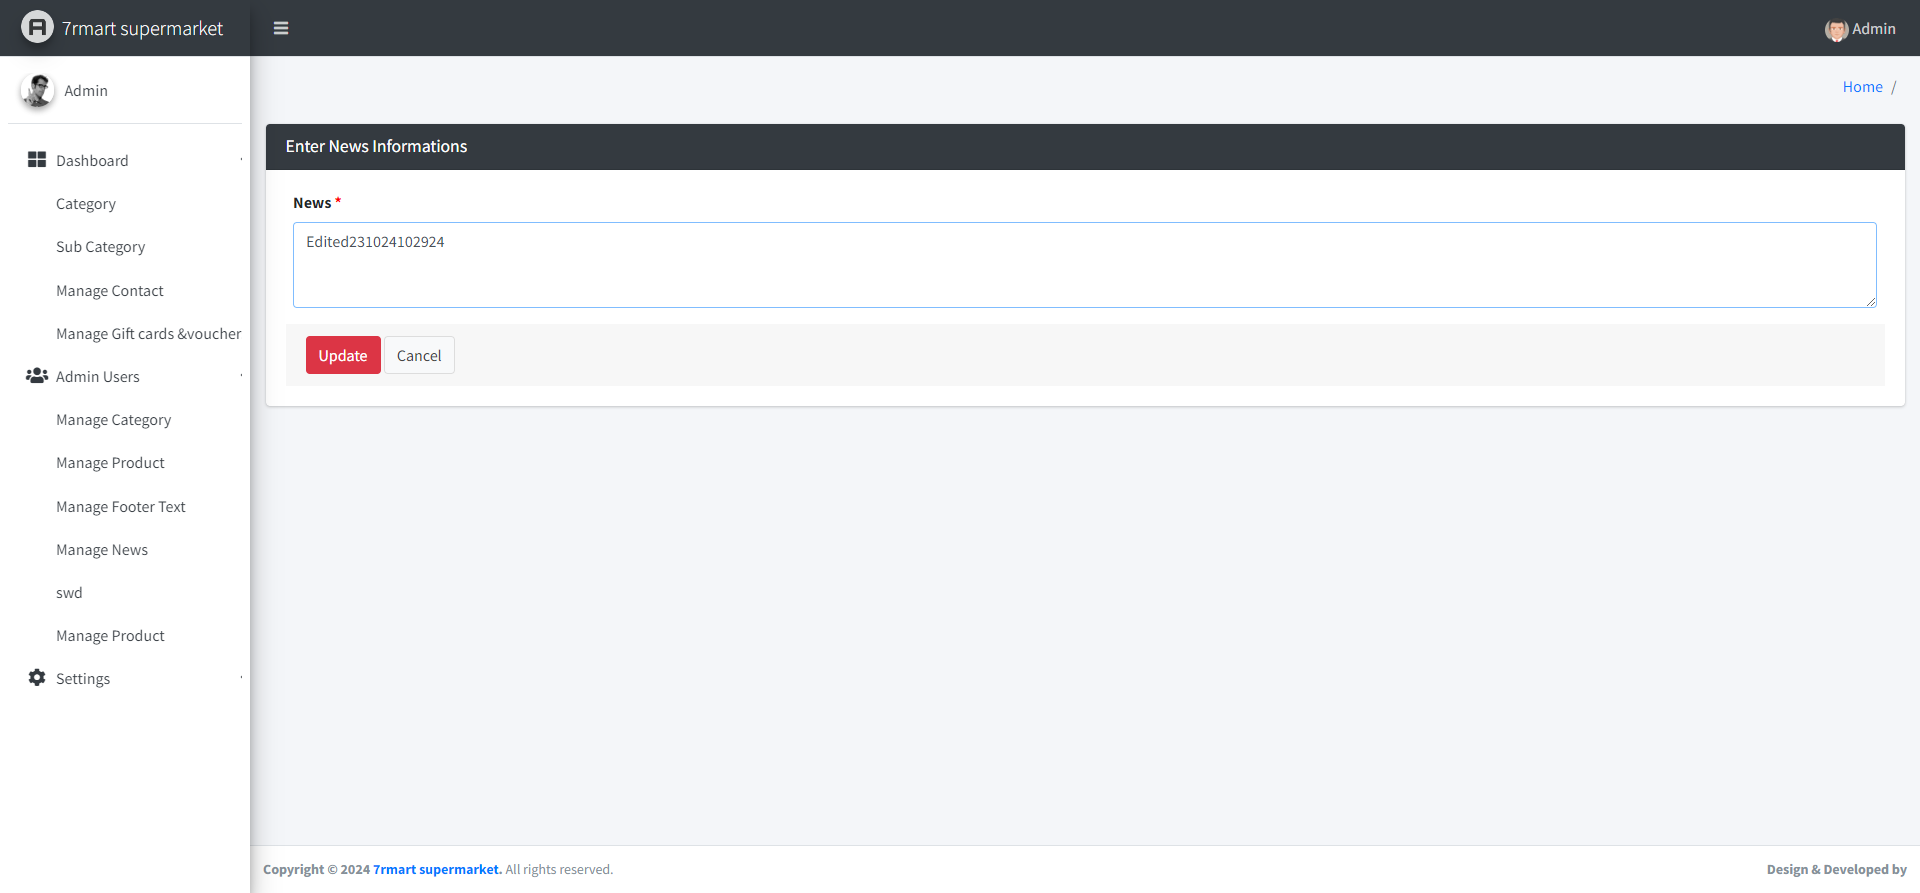 7rmart supermarket
Admin
Admin
Home /
Dashboard
Category
Sub Category
Manage Contact
Manage Gift cards &voucher
Admin Users
Manage Category
Manage Product
Manage Footer Text
Manage News
swd
Manage Product
Settings
Enter News Informations
News *
Edited231024102924
Update Cancel
Copyright © 2024 7rmart supermarket. All rights reserved.
Design & Developed by